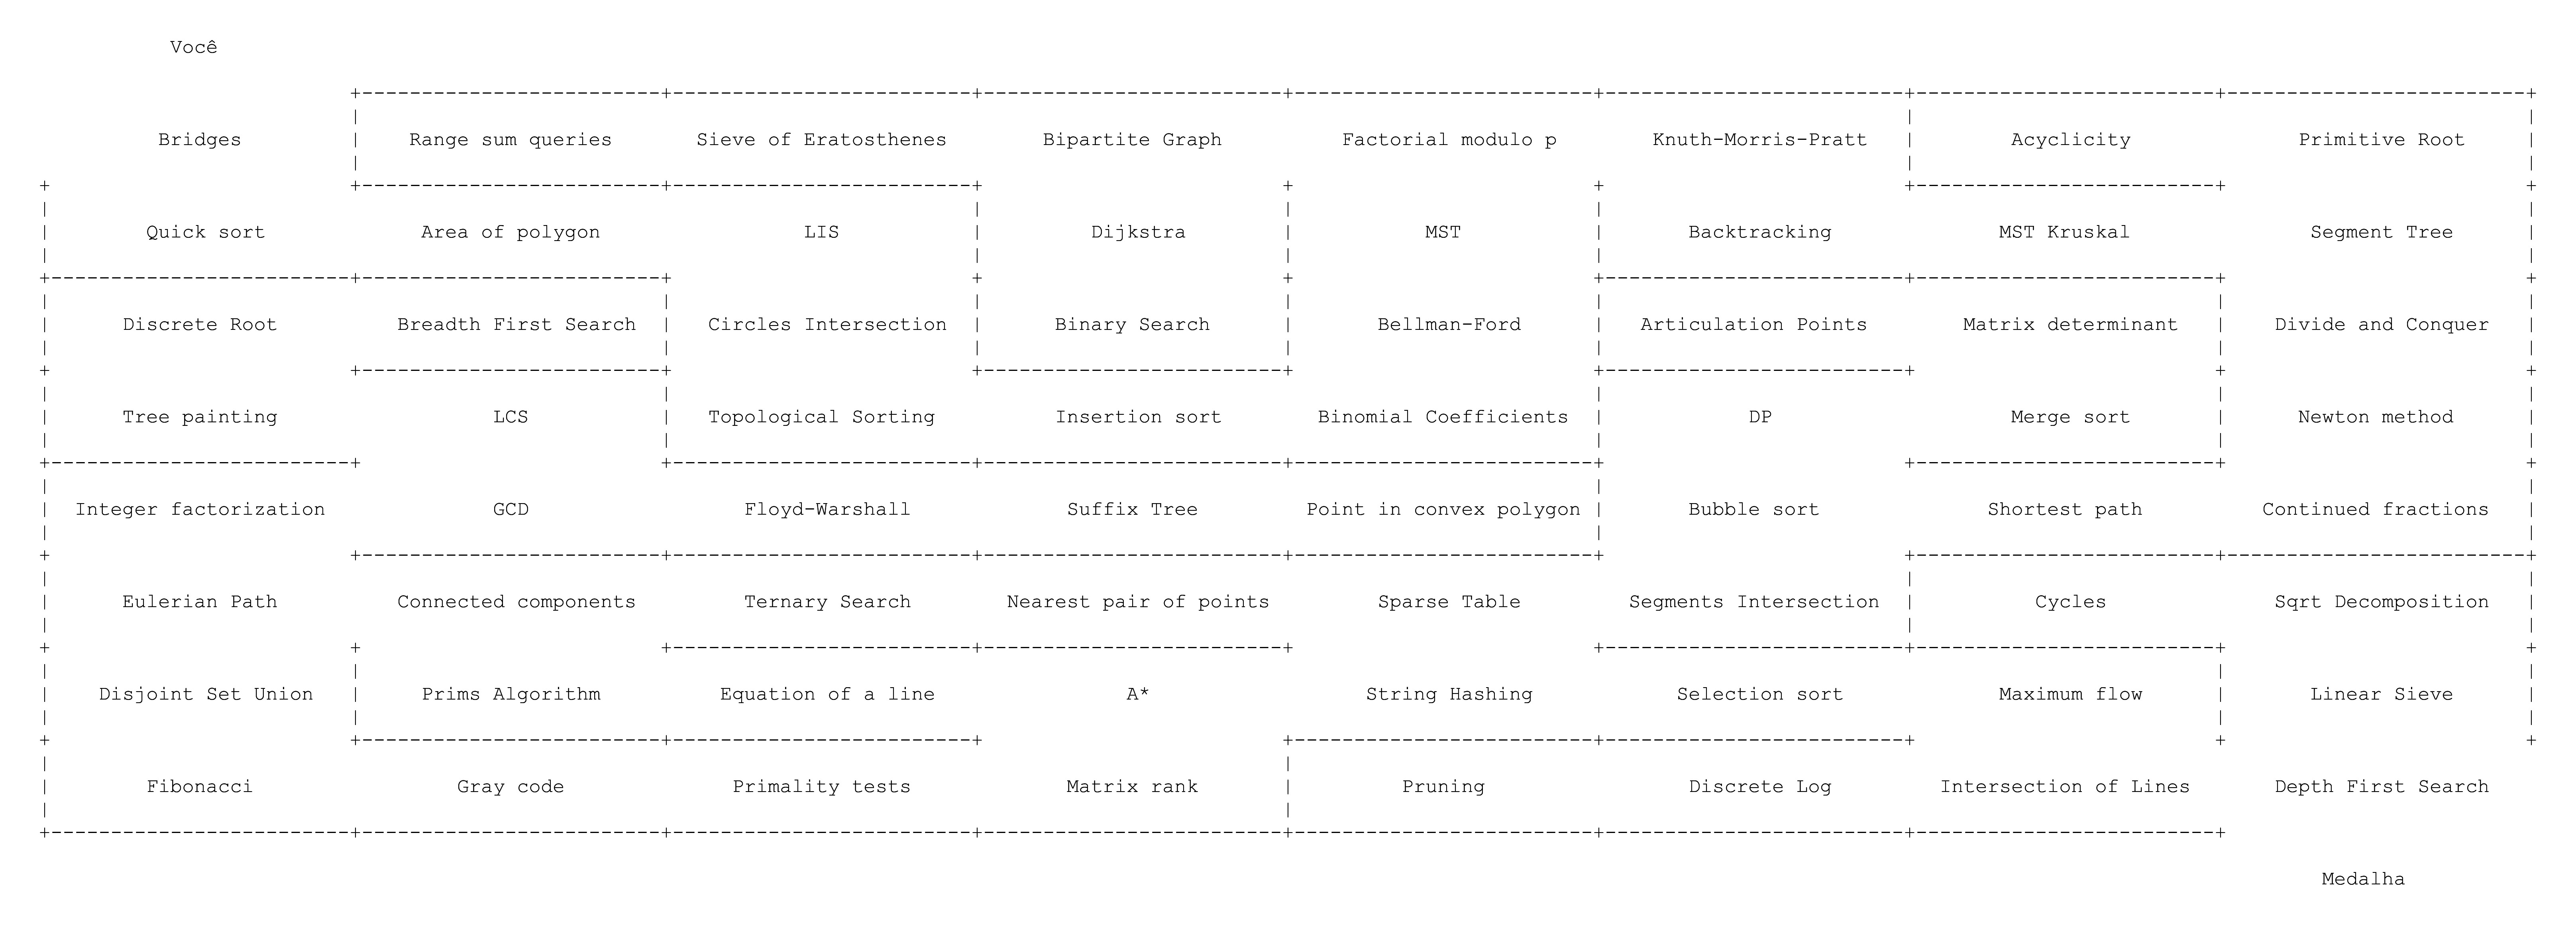 Você
Bridges Range sum queries Sieve of Eratosthenes Bipartite Graph Factorial modulo p Knuth-Morris-Pratt Acyclicity Primitive Root
Quick sort Area of polygon LIS Dijkstra MST Backtracking MST Kruskal Segment Tree
Discrete Root Breadth First Search Circles Intersection Binary Search Bellman-Ford Articulation Points Matrix determinant Divide and Conquer
Tree painting LCS Topological Sorting Insertion sort Binomial Coefficients DP Merge sort Newton method
Integer factorization GCD Floyd-Warshall Suffix Tree Point in convex polygon Bubble sort Shortest path Continued fractions
Eulerian Path Connected components Ternary Search Nearest pair of points Sparse Table Segments Intersection Cycles Sqrt Decomposition
Disjoint Set Union Prims Algorithm Equation of a line A* String Hashing Selection sort Maximum flow Linear Sieve
Fibonacci Gray code Primality tests Matrix rank Pruning Discrete Log Intersection of Lines Depth First Search
Medalha